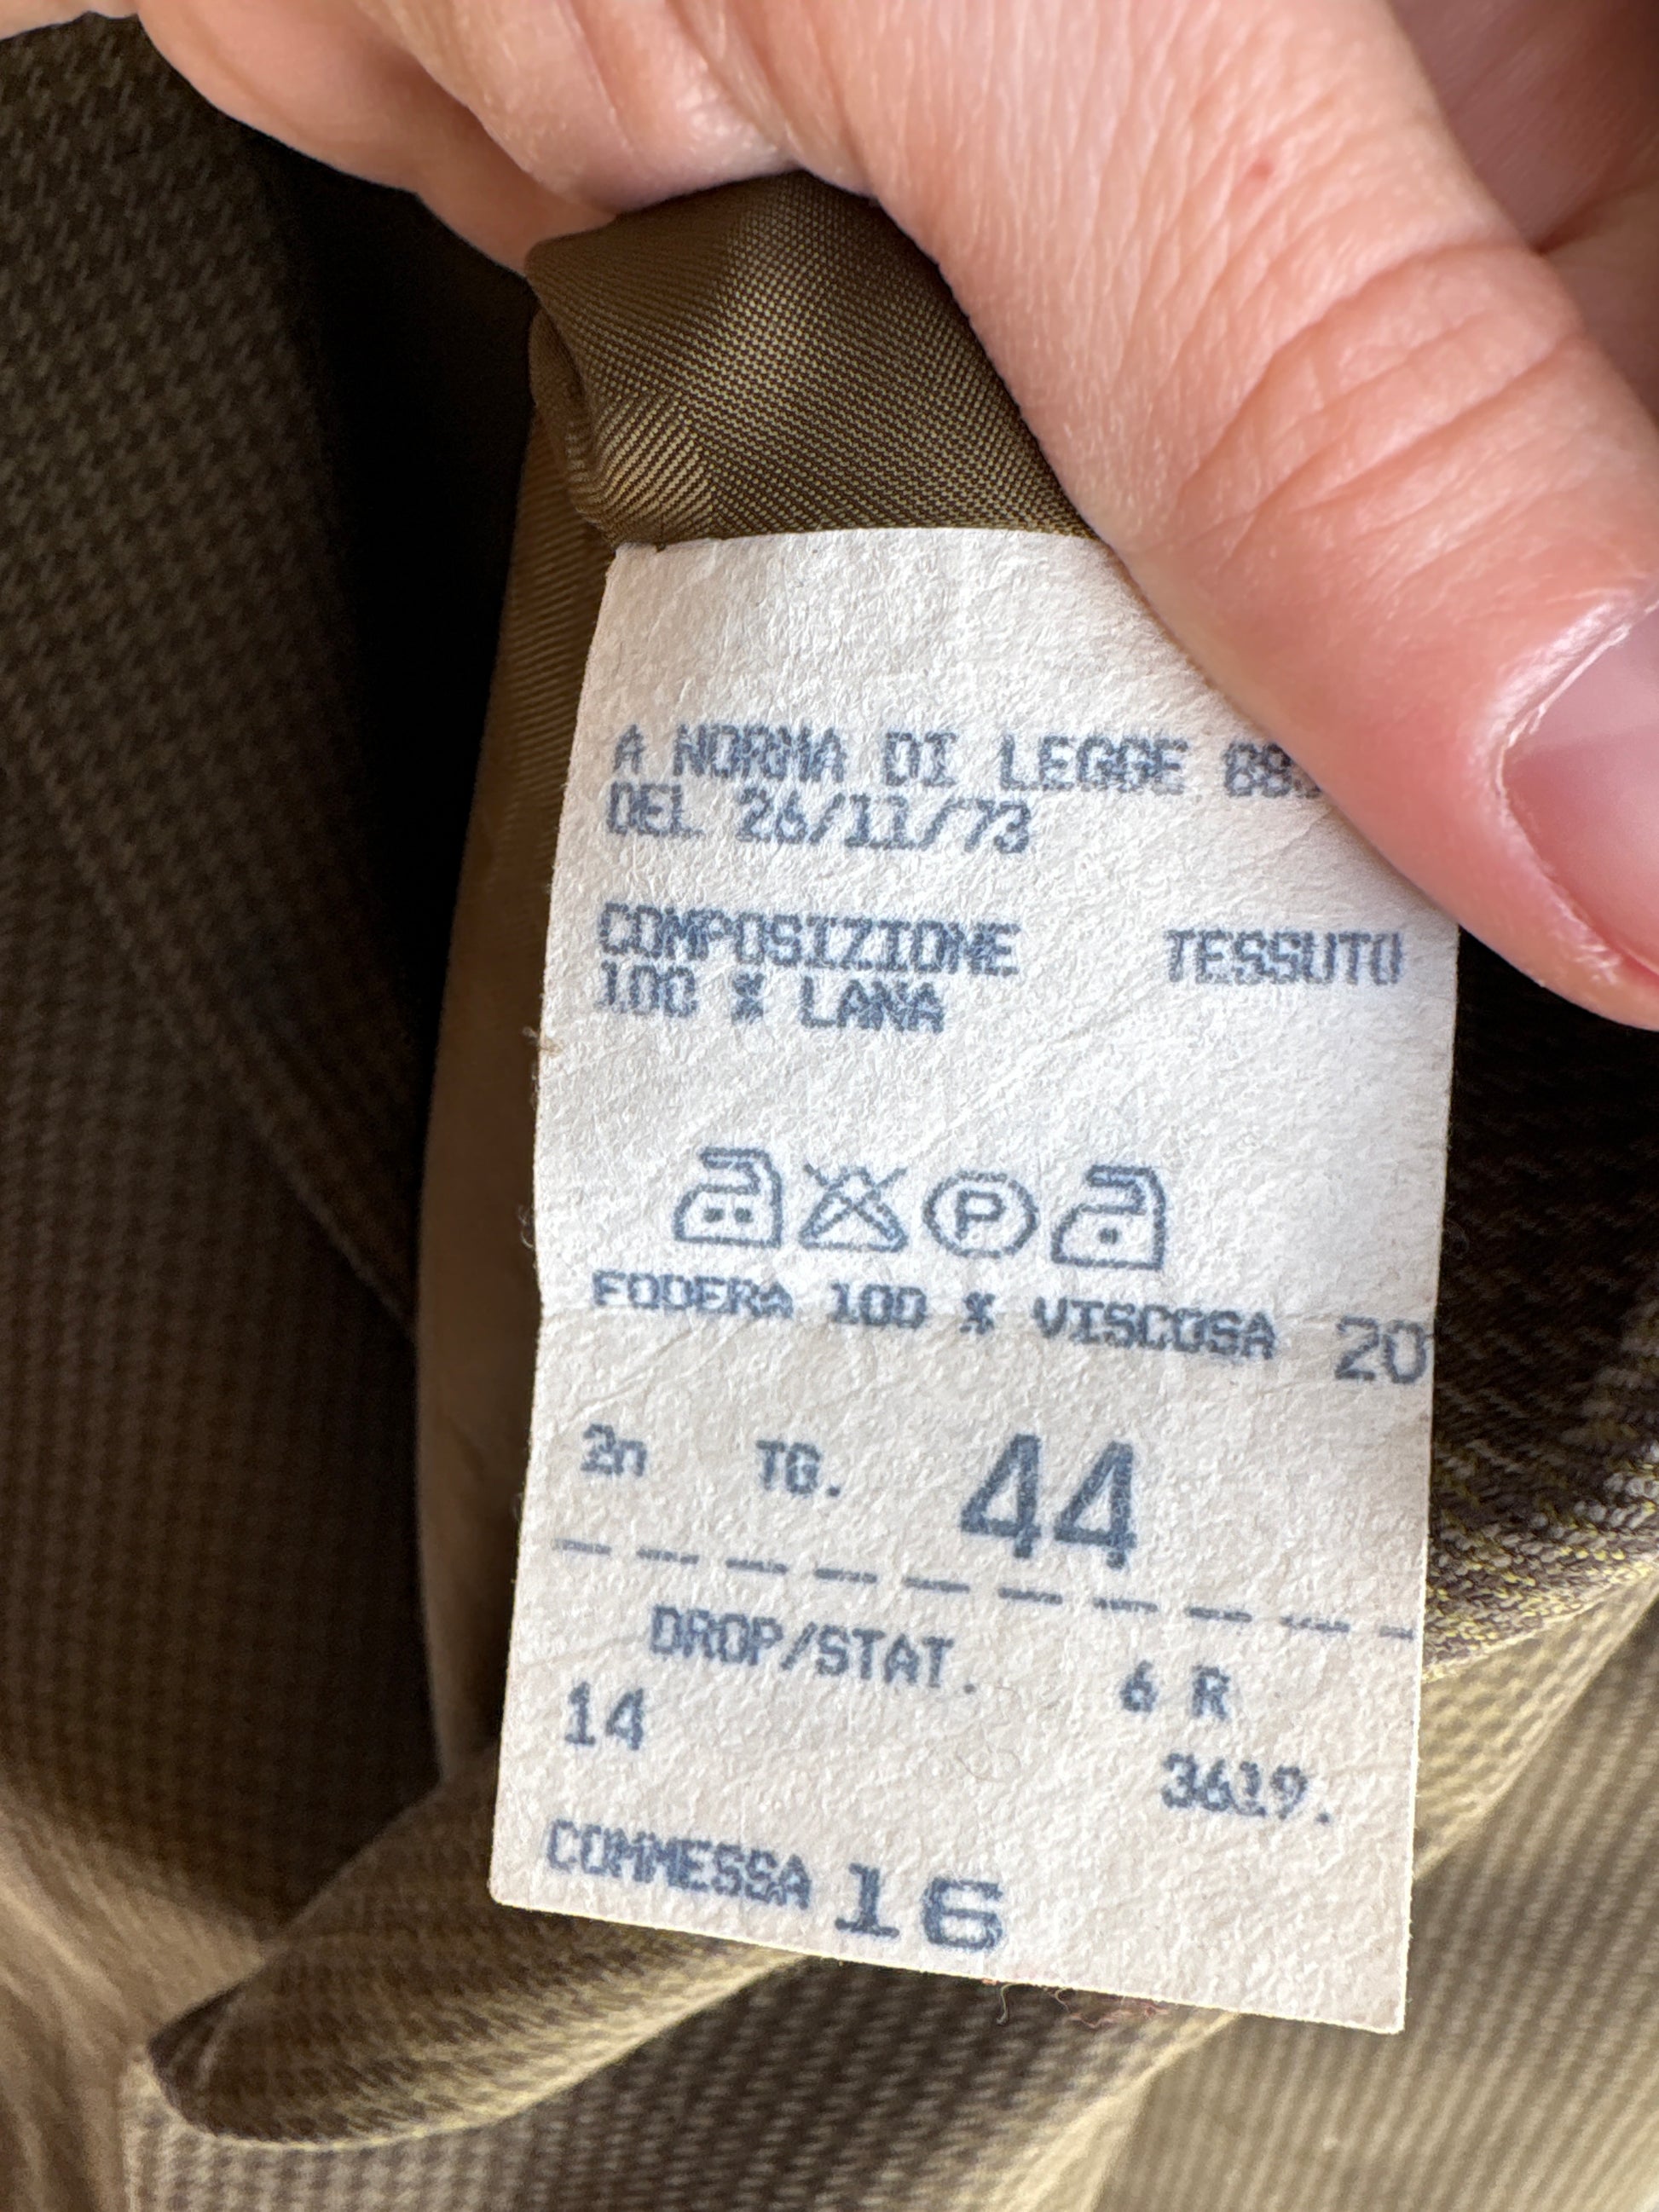 A NORMA DI LEGGE
DEL 26/11/73
COMPOSIZIONE TESSUTO
100 % LANA
P
FODERA 100 % VISCOSA 20
2n TG. 44
DROP/STAT. 6 R
14
3619.
COMMESSA 16